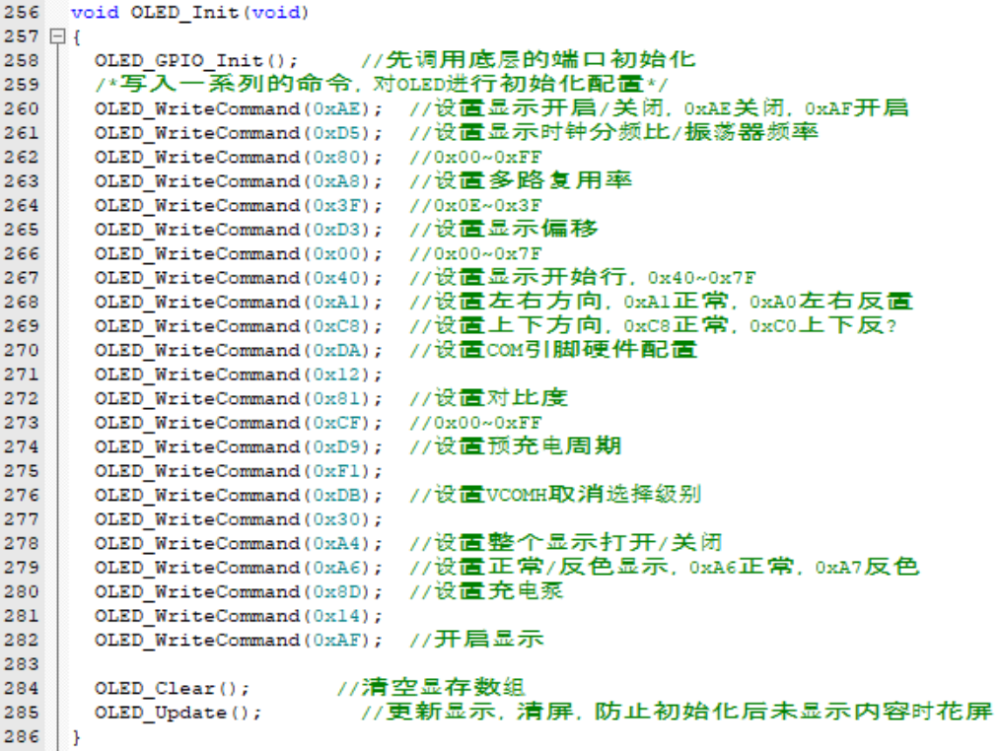 256 void OLED_Init(void)
257 {
258 OLED_GPIO_Init(); //先调用底层的端口初始化
259 /*写入一系列的命令, 对OLED进行初始化配置*/
260 OLED_WriteCommand(0xAE); //设置显示开启/关闭, 0xAE关闭, 0xAF开启
261 OLED_WriteCommand(0xD5); //设置显示时钟分频比/振荡器频率
262 OLED_WriteCommand(0x80); //0x00~0xFF
263 OLED_WriteCommand(0xA8); //设置多路复用率
264 OLED_WriteCommand(0x3F); //0x0E~0x3F
265 OLED_WriteCommand(0xD3); //设置显示偏移
266 OLED_WriteCommand(0x00); //0x00~0x7F
267 OLED_WriteCommand(0x40); //设置显示开始行, 0x40~0x7F
268 OLED_WriteCommand(0xA1); //设置左右方向, 0xA1正常, 0xA0左右反置
269 OLED_WriteCommand(0xC8); //设置上下方向, 0xC8正常, 0xC0上下反?
270 OLED_WriteCommand(0xDA); //设置COM引脚硬件配置
271 OLED_WriteCommand(0x12);
272 OLED_WriteCommand(0x81); //设置对比度
273 OLED_WriteCommand(0xCF); //0x00~0xFF
274 OLED_WriteCommand(0xD9); //设置预充电周期
275 OLED_WriteCommand(0xF1);
276 OLED_WriteCommand(0xDB); //设置VCOMH取消选择级别
277 OLED_WriteCommand(0x30);
278 OLED_WriteCommand(0xA4); //设置整个显示打开/关闭
279 OLED_WriteCommand(0xA6); //设置正常/反色显示, 0xA6正常, 0xA7反色
280 OLED_WriteCommand(0x8D); //设置充电泵
281 OLED_WriteCommand(0x14);
282 OLED_WriteCommand(0xAF); //开启显示
283
284 OLED_Clear(); //清空显存数组
285 OLED_Update(); //更新显示, 清屏, 防止初始化后未显示内容时花屏
286 }